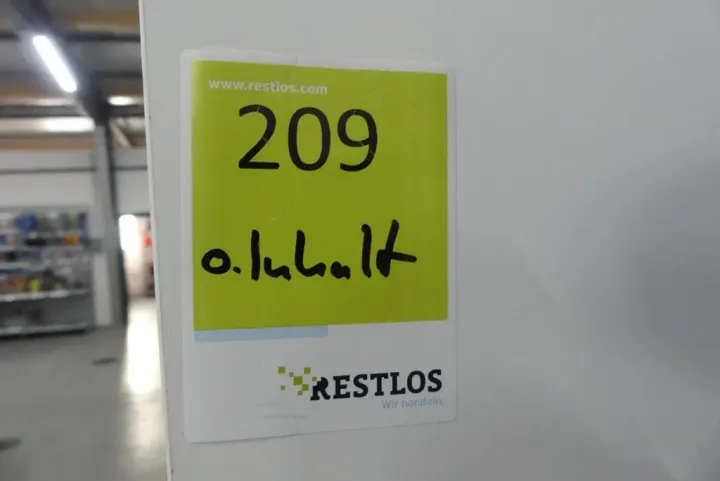 www.restlos.com
209
o. Inhalt
RESTLOS
Wir handeln.